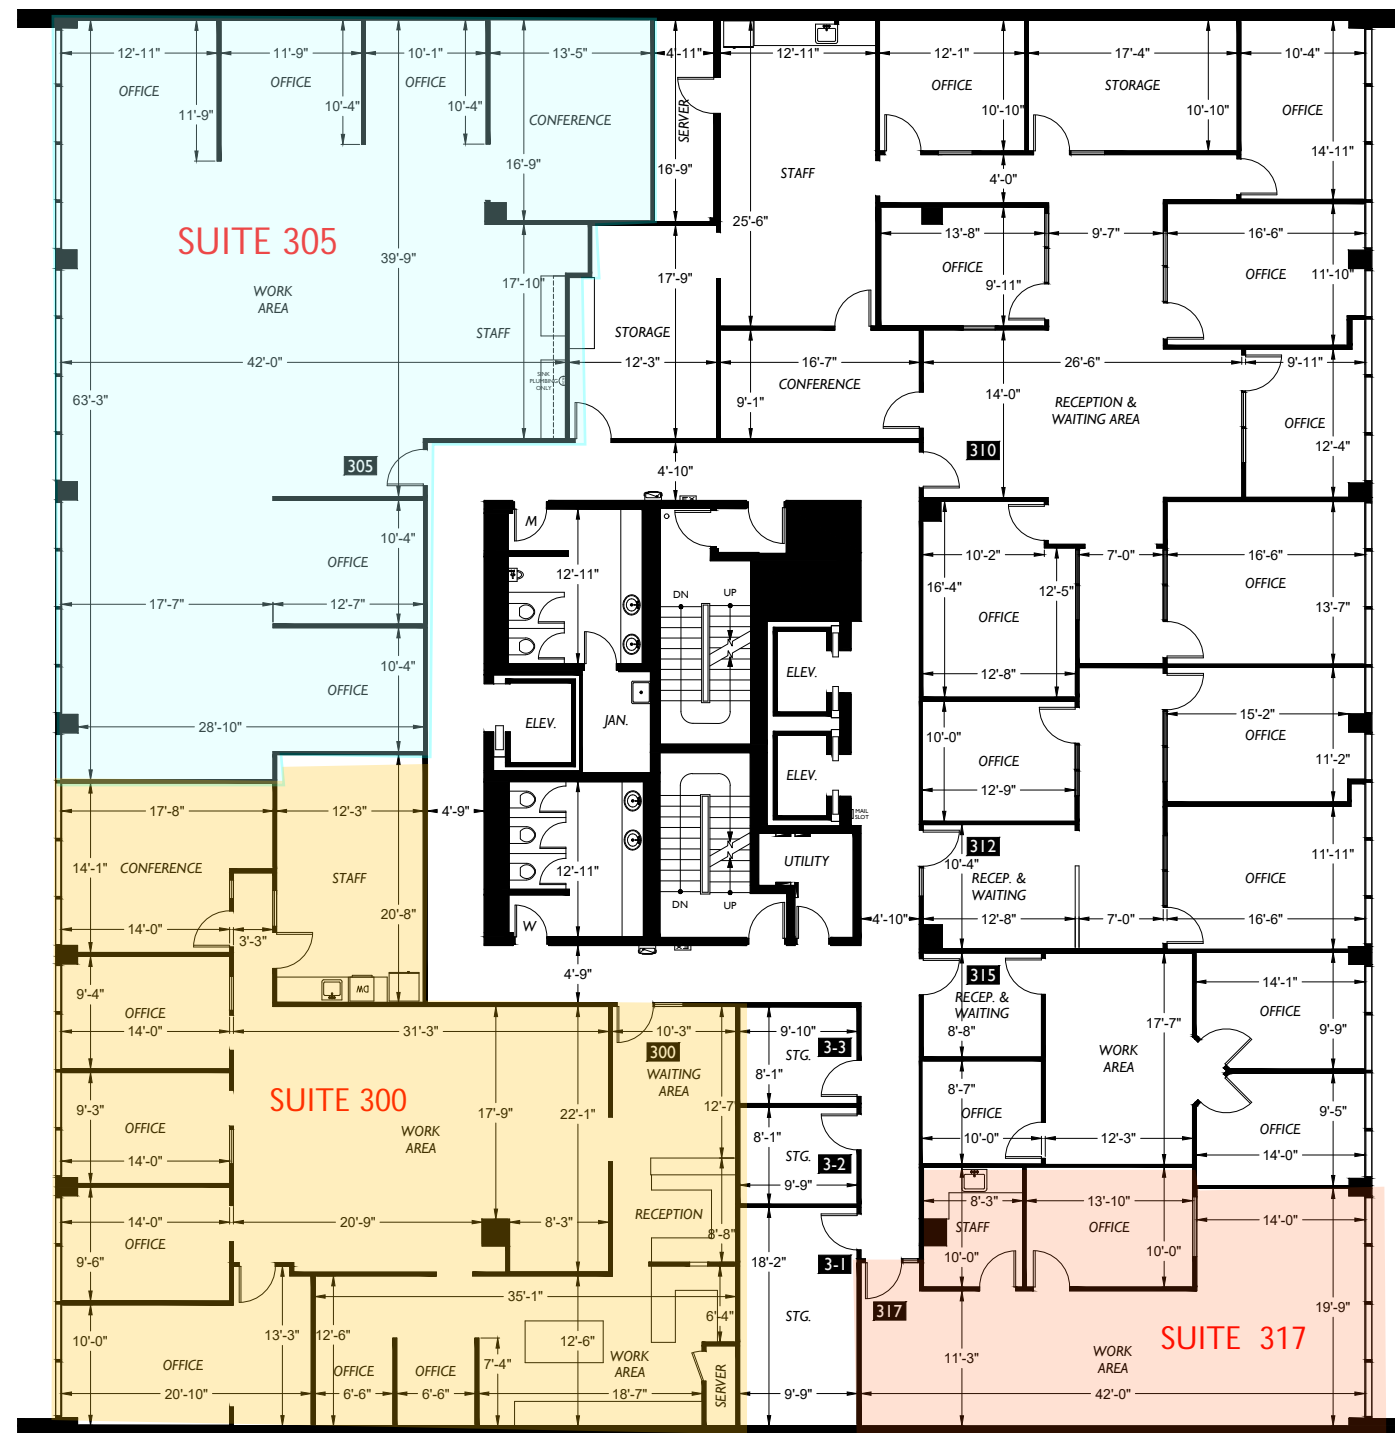 12'-11"
11'-9"
10'-1"
13'-5"
4'-11"
12'-11"
12'-1"
17'-4"
10'-4"
OFFICE
OFFICE
OFFICE
OFFICE
STORAGE
OFFICE
11'-9"
10'-4"
10'-4"
CONFERENCE
SERVER
10'-10"
10'-10"
16'-9"
16'-9"
STAFF
4'-0"
14'-11"
SUITE 305
25'-6"
13'-8"
9'-7"
16'-6"
39'-9"
OFFICE
OFFICE
17'-10"
17'-9"
9'-11"
11'-10"
WORK
AREA
STAFF
STORAGE
42'-0"
12'-3"
16'-7"
26'-6"
9'-11"
SINK
PLUMBING
ONLY
CONFERENCE
63'-3"
9'-1"
14'-0"
RECEPTION &
WAITING AREA
OFFICE
12'-4"
305
4'-10"
310
M
10'-4"
OFFICE
12'-11"
10'-2"
7'-0"
16'-6"
16'-4"
12'-5"
OFFICE
17'-7"
12'-7"
DN
UP
OFFICE
13'-7"
10'-4"
OFFICE
ELEV.
12'-8"
28'-10"
ELEV.
JAN.
15'-2"
OFFICE
10'-0"
OFFICE
ELEV.
11'-2"
12'-9"
17'-8"
12'-3"
4'-9"
MAIL
SLOT
14'-1"
CONFERENCE
STAFF
12'-11"
UTILITY
312
10'-4"
RECEP. &
WAITING
11'-11"
OFFICE
20'-8"
DN
UP
14'-0"
3'-3"
W
4'-10"
12'-8"
7'-0"
16'-6"
9'-4"
DW
4'-9"
315
14'-1"
OFFICE
RECEP. &
WAITING
OFFICE
14'-0"
31'-3"
10'-3"
9'-10"
8'-8"
17'-7"
9'-9"
300
WAITING
AREA
STG.
3-3
WORK
AREA
8'-1"
9'-3"
SUITE 300
17'-9"
22'-1"
12'-7"
8'-7"
9'-5"
OFFICE
WORK
AREA
8'-1"
OFFICE
OFFICE
14'-0"
STG.
3-2
10'-0"
12'-3"
14'-0"
9'-9"
8'-3"
13'-10"
14'-0"
14'-0"
20'-9"
8'-3"
RECEPTION
STAFF
OFFICE
OFFICE
8'-8"
9'-6"
18'-2"
3-1
10'-0"
10'-0"
35'-1"
6'-4"
317
19'-9"
10'-0"
13'-3"
12'-6"
12'-6"
STG.
SUITE 317
OFFICE
OFFICE
OFFICE
7'-4"
WORK
AREA
11'-3"
WORK
AREA
20'-10"
6'-6"
6'-6"
18'-7"
SERVER
9'-9"
42'-0"